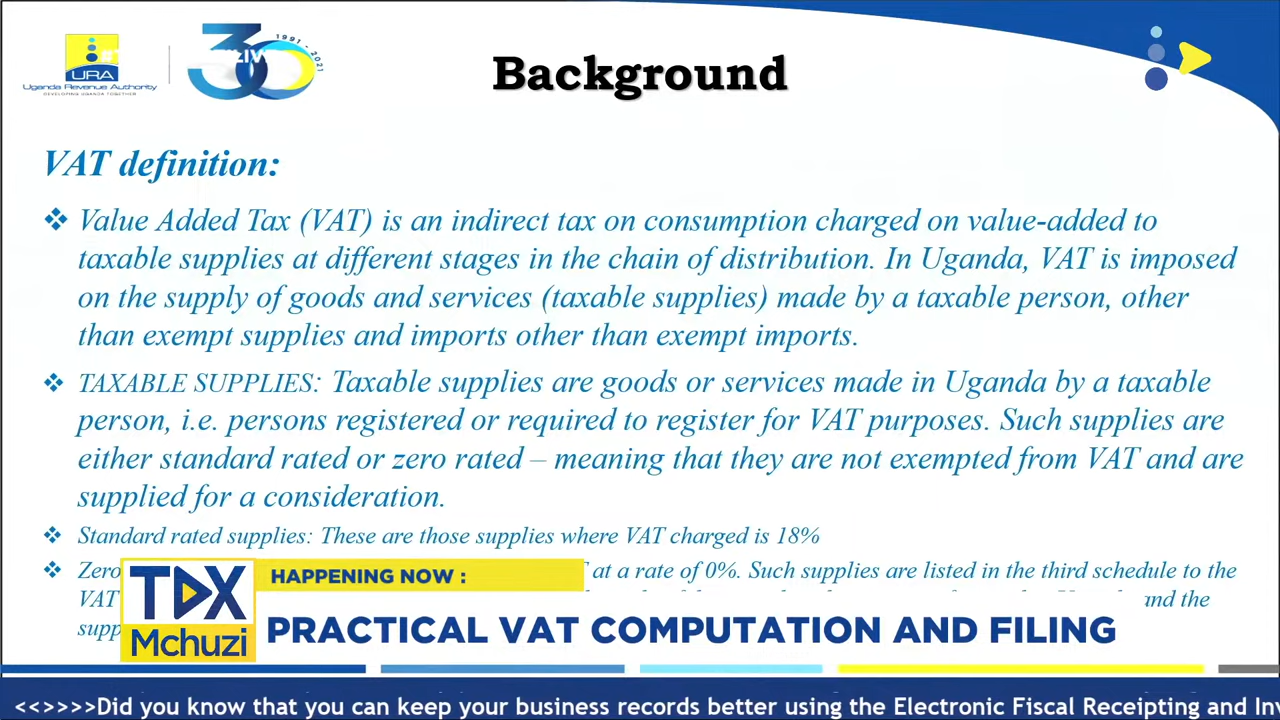 URA
Uganda Revenue Authority
DEVELOPING UGANDA TOGETHER
30
1991 - 2021
Background
VAT definition:
❖ Value Added Tax (VAT) is an indirect tax on consumption charged on value-added to
taxable supplies at different stages in the chain of distribution. In Uganda, VAT is imposed
on the supply of goods and services (taxable supplies) made by a taxable person, other
than exempt supplies and imports other than exempt imports.
❖ TAXABLE SUPPLIES: Taxable supplies are goods or services made in Uganda by a taxable
person, i.e. persons registered or required to register for VAT purposes. Such supplies are
either standard rated or zero rated – meaning that they are not exempted from VAT and are
supplied for a consideration.
❖ Standard rated supplies: These are those supplies where VAT charged is 18%
❖ Zero at a rate of 0%. Such supplies are listed in the third schedule to the
VAT and the
TAX
Mchuzi
HAPPENING NOW :
PRACTICAL VAT COMPUTATION AND FILING
<<>>>>Did you know that you can keep your business records better using the Electronic Fiscal Receipting and